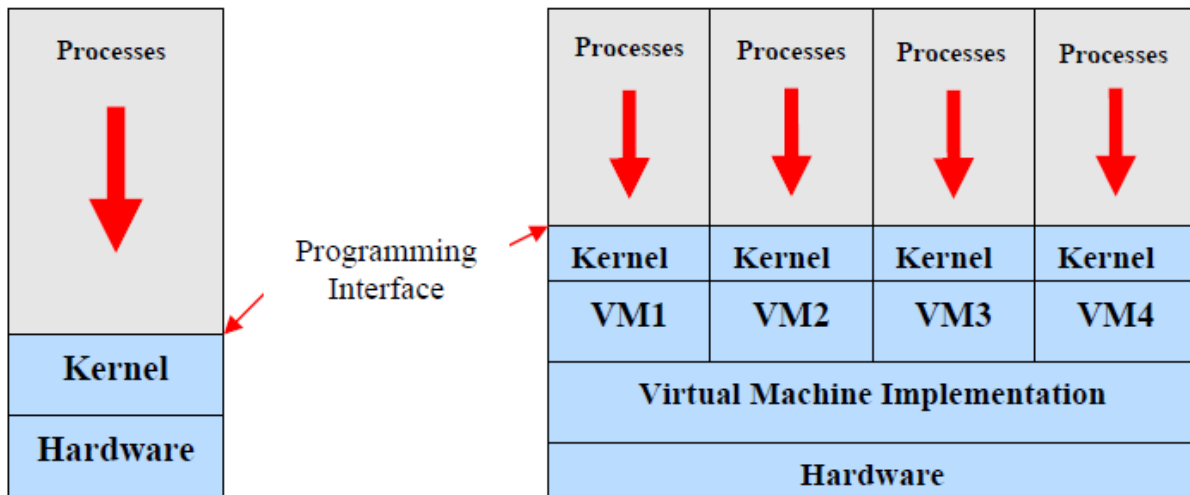 Processes
Kernel
Hardware
Programming
Interface
Processes
Processes
Processes
Processes
Kernel
Kernel
Kernel
Kernel
VM1
VM2
VM3
VM4
Virtual Machine Implementation
Hardware